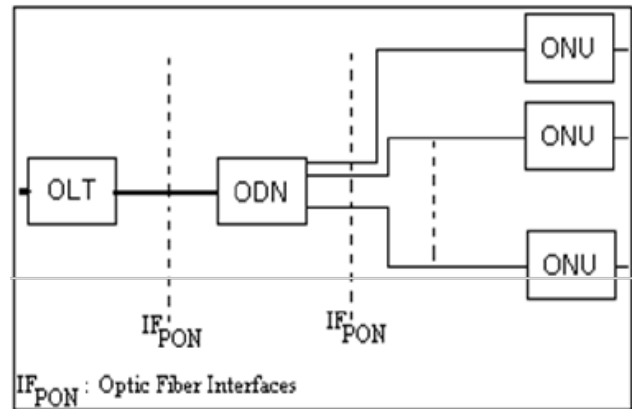 ONU
ONU
OLT
ODN
ONU
IFPON
IFPON
IFPON : Optic Fiber Interfaces